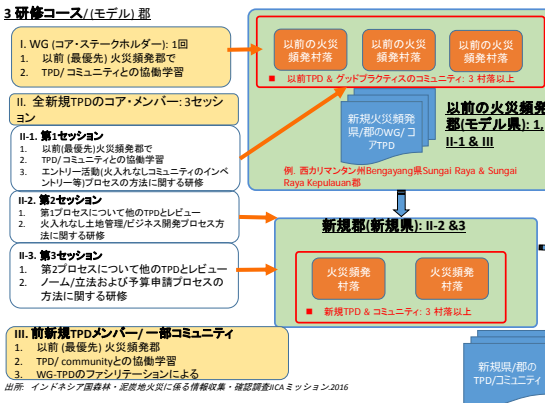 3 研修コース/ (モデル) 郡
I. WG (コア・ステークホルダー): 1回
1. 以前 (最優先) 火災頻発郡で
2. TPD/ コミュニティとの協働学習
II. 全新規TPDのコア・メンバー: 3セッシ
ョン
II-1. 第1セッション
1. 以前(最優先)火災頻発郡で
2. TPD/コミュニティとの協働学習
3. エントリー活動(火入れなしコミュニティのインベ
ントリー等)プロセスの方法に関する研修
II-2. 第2セッション
1. 第1プロセスについて他のTPDとレビュー
2. 火入れなし土地管理/ビジネス開発プロセス方
法に関する研修
II-3. 第3セッション
1. 第2プロセスについて他のTPDとレビュー
2. ノーム/立法および予算申請プロセスの
方法に関する研修
III. 前新規TPDメンバー/ 一部コミュニティ
1. 以前 (最優先) 火災頻発郡
2. TPD/ communityとの協働学習
3. WG-TPDのファシリテーションによる
出所: インドネシア国森林・泥炭地火災に係る情報収集・確認調査JICAミッション2016
以前の火災
頻発村落
以前の火災
頻発村落
以前の火災
頻発村落
■ 以前TPD & グッドプラクティスのコミュニティ: 3 村落以上
新規火災頻発
県/郡のWG/コ
アTPD
以前の火災頻発
郡(モデル県): 1,
II-1 & III
例. 西カリマンタン州Bengayang県Sungai Raya & Sungai
Raya Kepulauan郡
新規郡(新規県): II-2 &3
火災頻発
村落
火災頻発
村落
■ 新規TPD & コミュニティ: 3 村落以上
新規県/郡の
TPD/コミュニティ